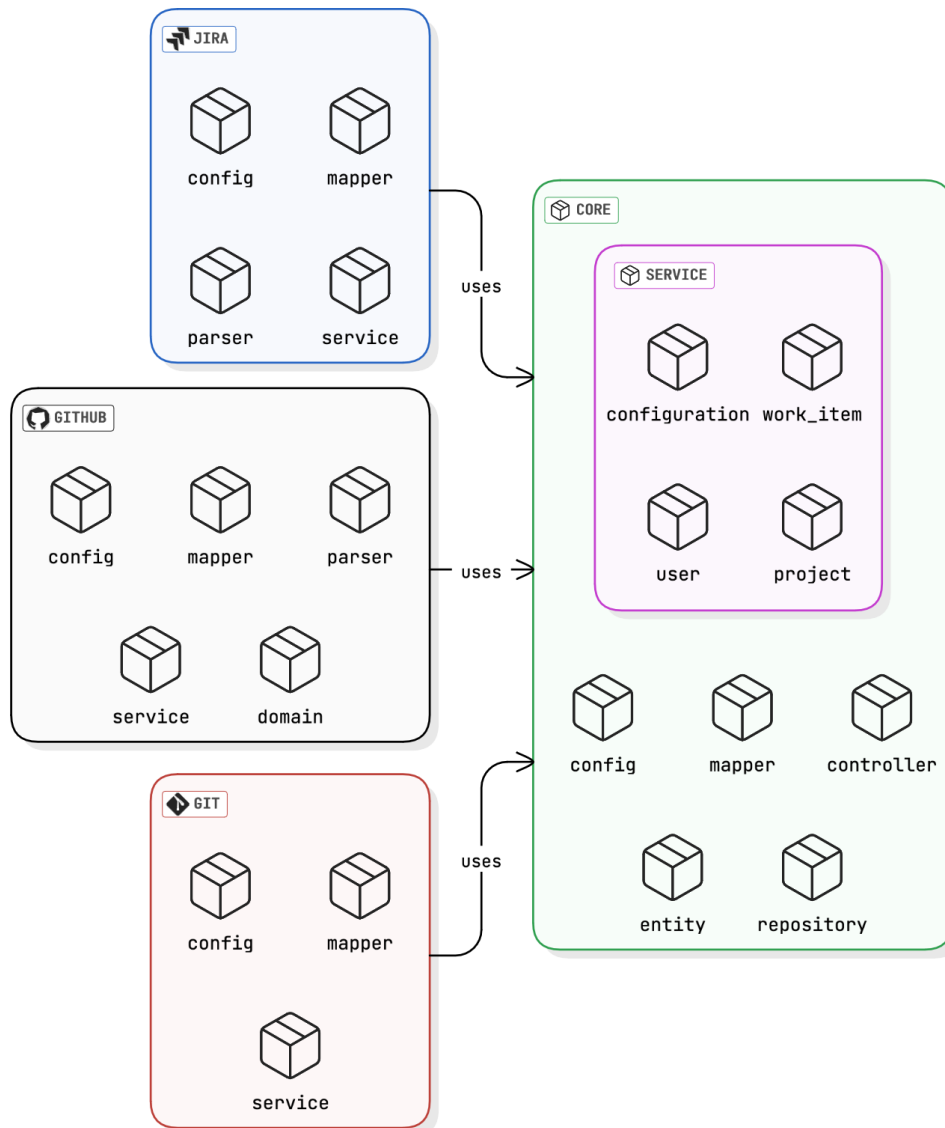 JIRA
config
mapper
parser
service
uses
GITHUB
config
mapper
parser
service
domain
uses
GIT
config
mapper
service
uses
CORE
SERVICE
configuration
work_item
user
project
config
mapper
controller
entity
repository